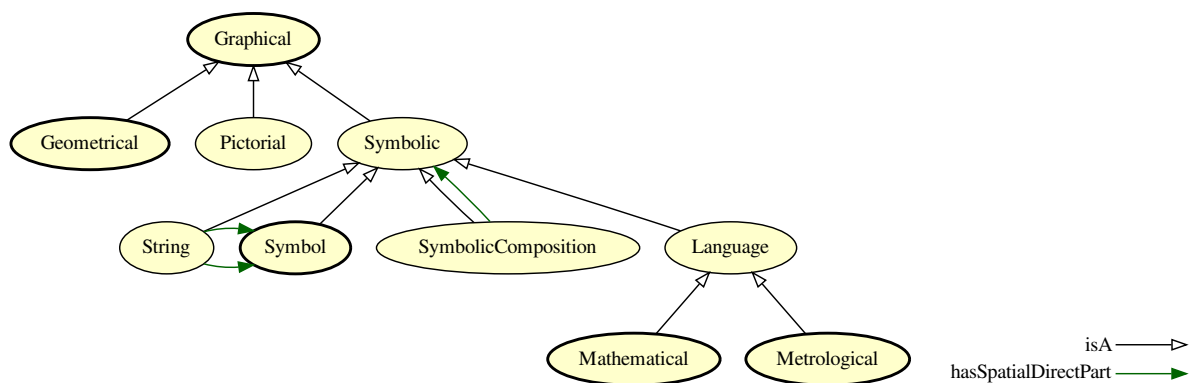 Graphical
Geometrical Pictorial Symbolic
String Symbol SymbolicComposition Language
Mathematical Metrological
isA
hasSpatialDirectPart